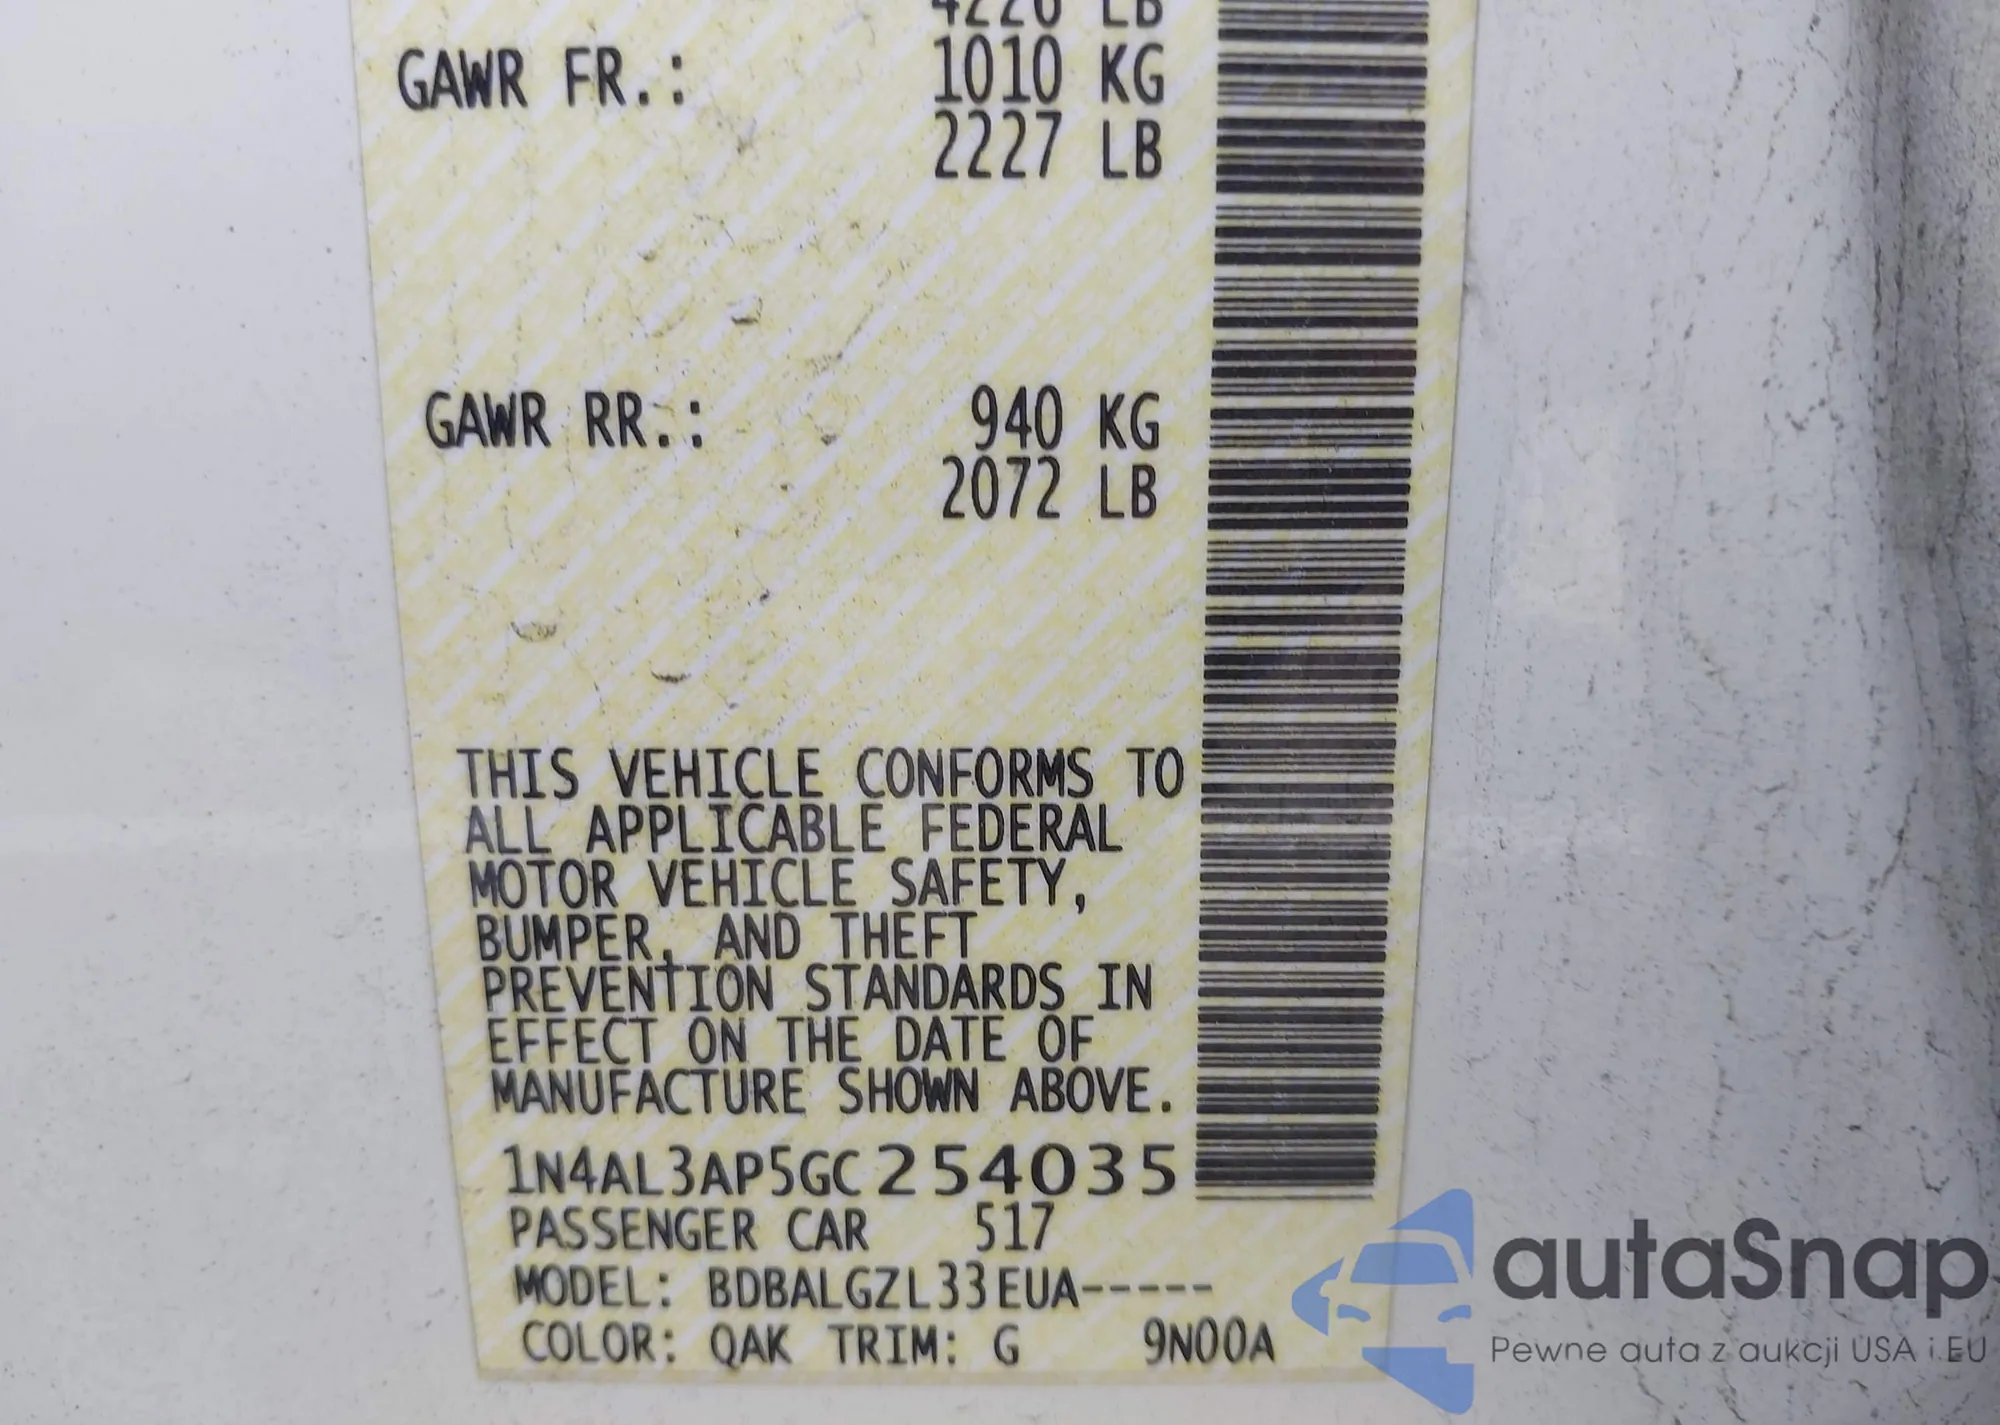 4226 LB
GAWR FR.: 1010 KG
2227 LB
GAWR RR.: 940 KG
2072 LB
THIS VEHICLE CONFORMS TO
ALL APPLICABLE FEDERAL
MOTOR VEHICLE SAFETY,
BUMPER, AND THEFT
PREVENTION STANDARDS IN
EFFECT ON THE DATE OF
MANUFACTURE SHOWN ABOVE.
1N4AL3AP5GC254035
PASSENGER CAR 517
MODEL: BDBALGZL33EUA-----
COLOR: QAK TRIM: G 9N00A
autaSnap
Pewne auta z aukcji USA i EU